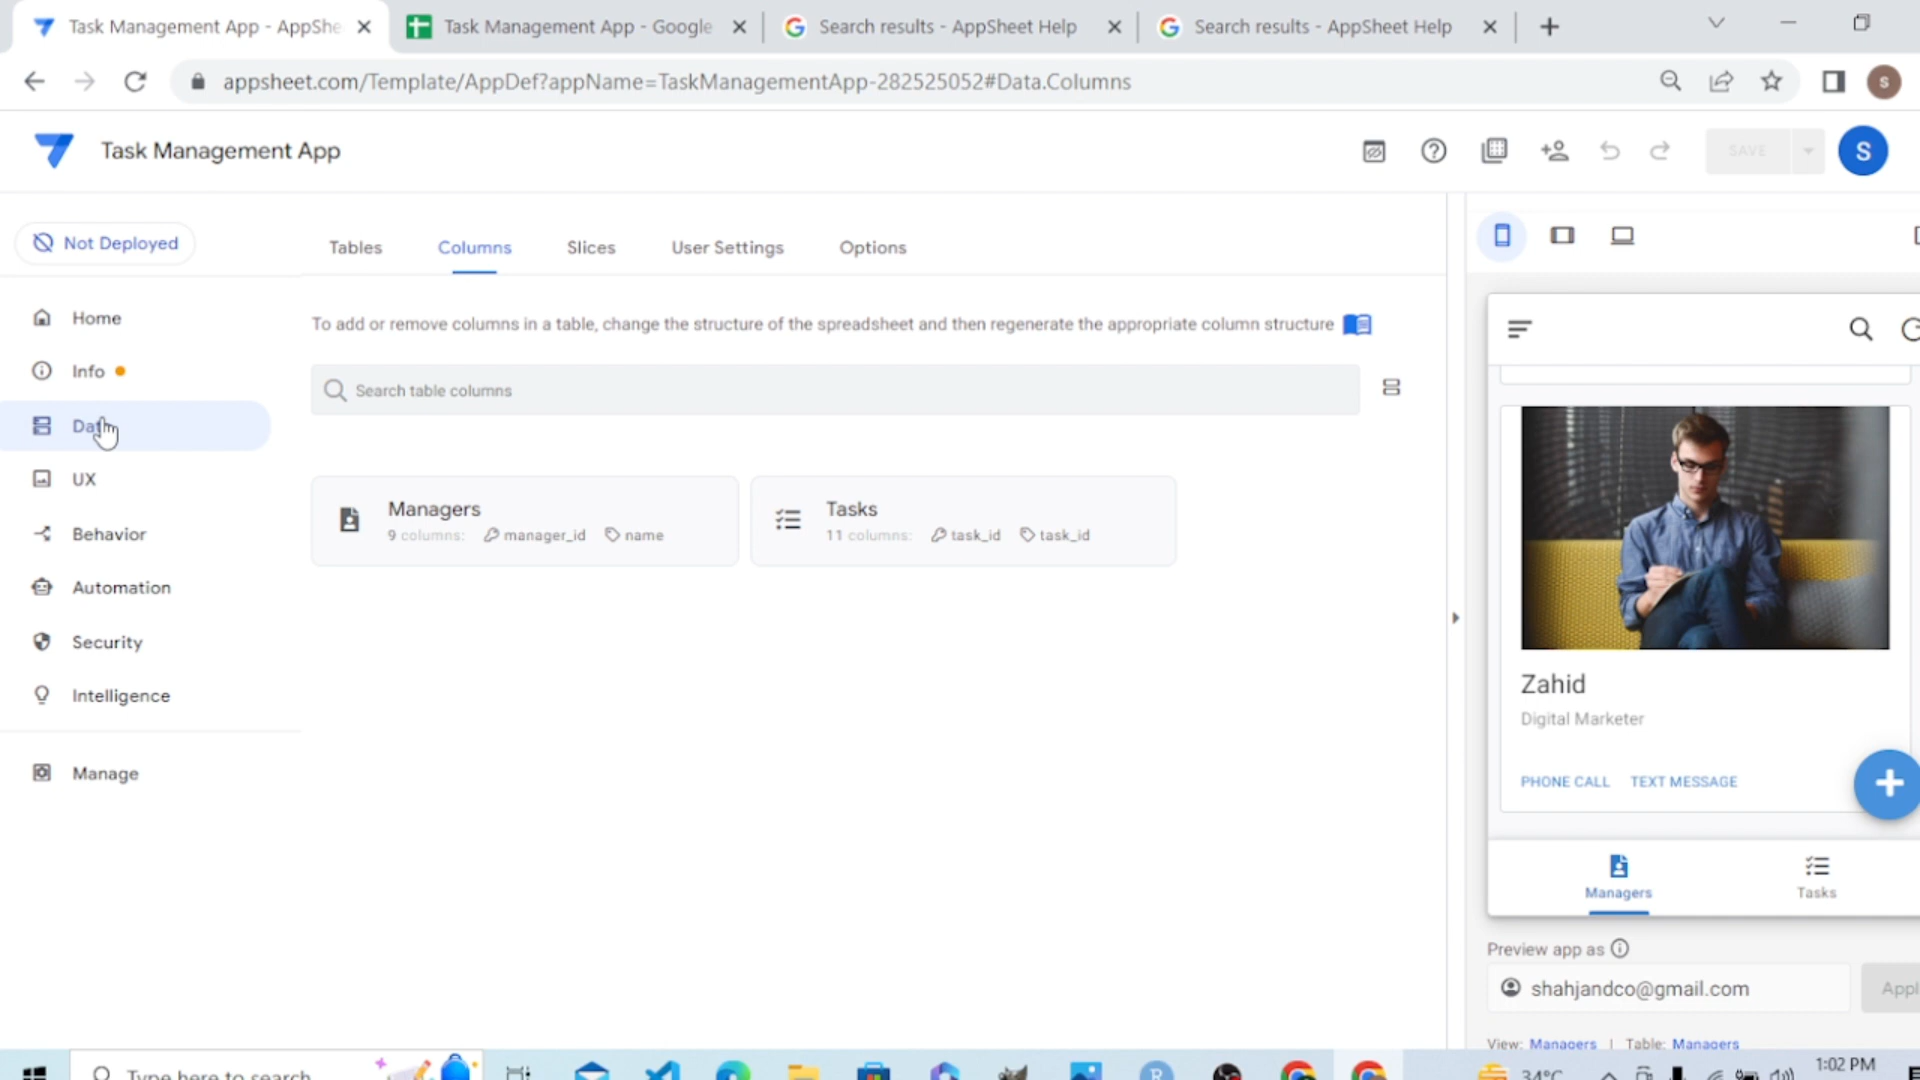 Task Management App - AppShe
Task Management App - Google
Search results - AppSheet Help
Search results - AppSheet Help
appsheet.com/Template/AppDef?appName=TaskManagementApp-282525052#Data.Columns
S
Task Management App
SAVE
S
Not Deployed
Tables
Columns
Slices
User Settings
Options
Home
Info
Data
UX
Behavior
Automation
Security
Intelligence
Manage
To add or remove columns in a table, change the structure of the spreadsheet and then regenerate the appropriate column structure
Search table columns
Managers
9 columns: manager_id name
Tasks
11 columns: task_id task_id
Zahid
Digital Marketer
PHONE CALL TEXT MESSAGE
Managers
Tasks
Preview app as
shahjandco@gmail.com
Appl
View: Managers | Table: Managers
Type here to search
R
34°C
1:02 PM